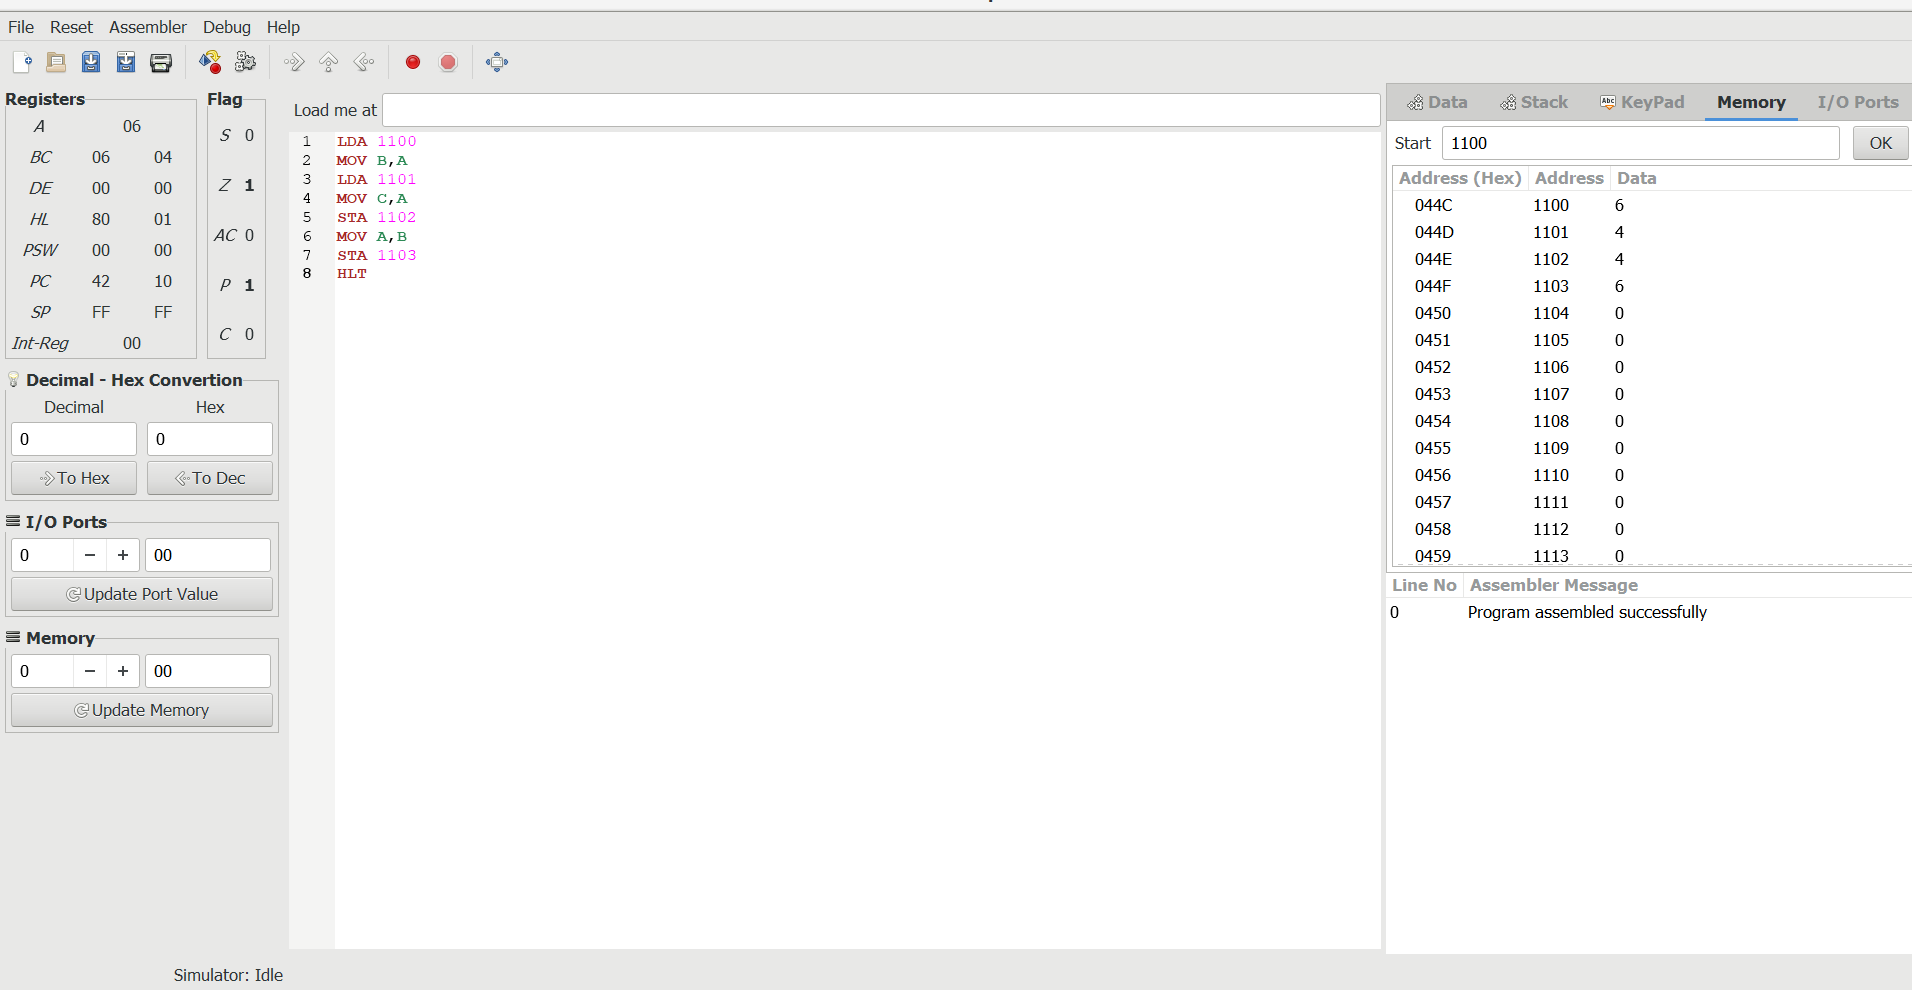 File Reset Assembler Debug Help
Registers
A 06
BC 06 04
DE 00 00
HL 80 01
PSW 00 00
PC 42 10
SP FF FF
Int-Reg 00
Flag
S 0
Z 1
AC 0
P 1
C 0
Decimal - Hex Convertion
Decimal Hex
0 0
To Hex To Dec
I/O Ports
0 − + 00
Update Port Value
Memory
0 − + 00
Update Memory
Load me at
1 LDA 1100
2 MOV B,A
3 LDA 1101
4 MOV C,A
5 STA 1102
6 MOV A,B
7 STA 1103
8 HLT
Data Stack Abc KeyPad Memory I/O Ports
Start 1100 OK
Address (Hex) Address Data
044C 1100 6
044D 1101 4
044E 1102 4
044F 1103 6
0450 1104 0
0451 1105 0
0452 1106 0
0453 1107 0
0454 1108 0
0455 1109 0
0456 1110 0
0457 1111 0
0458 1112 0
0459 1113 0
Line No Assembler Message
0 Program assembled successfully
Simulator: Idle